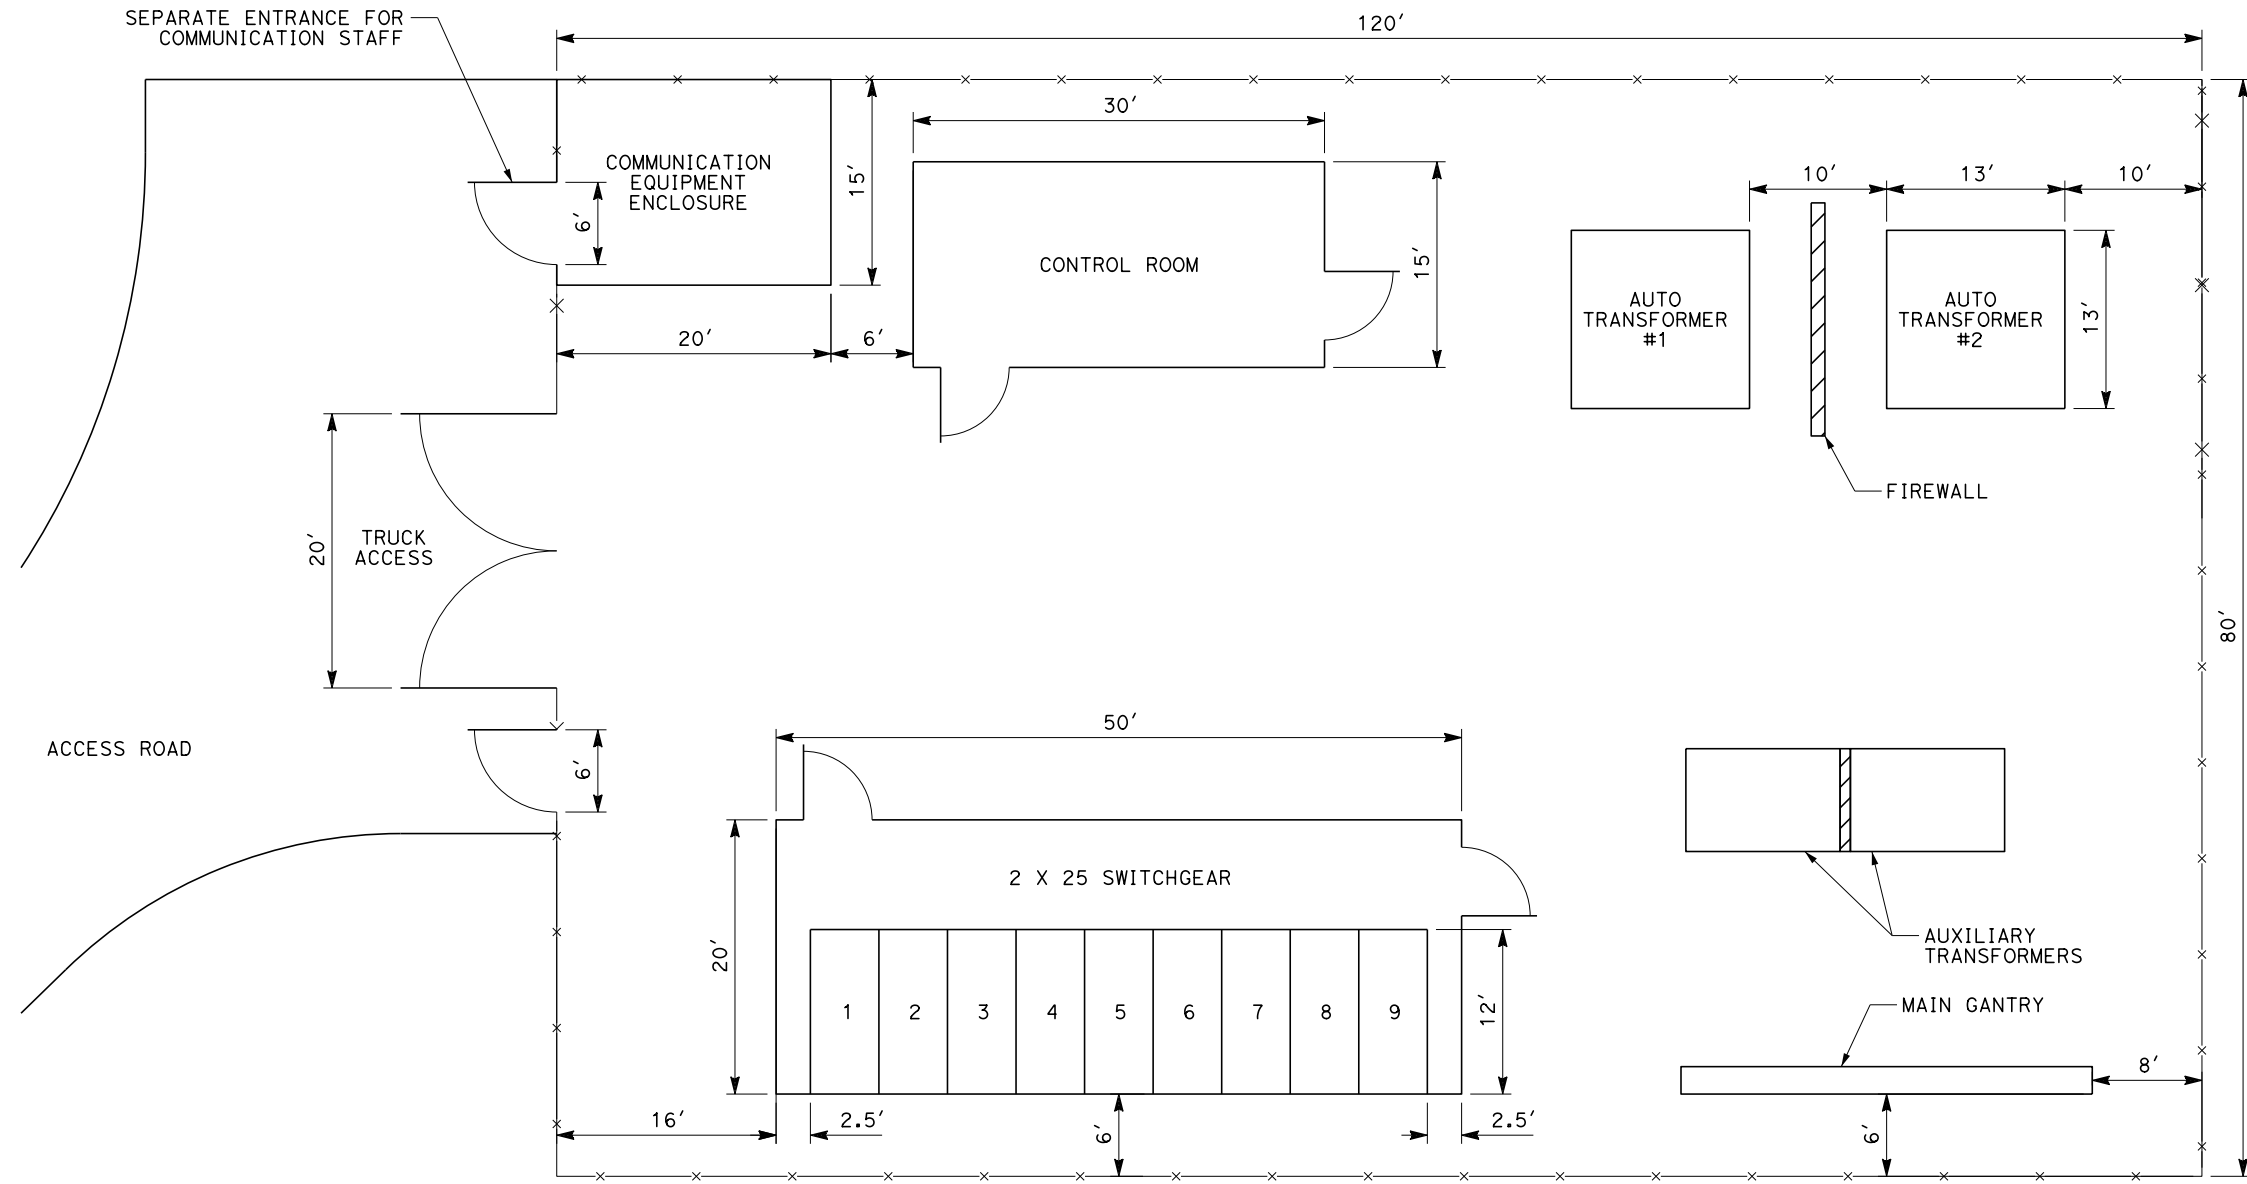 SEPARATE ENTRANCE FOR
COMMUNICATION STAFF
120′
30′
COMMUNICATION
EQUIPMENT
ENCLOSURE
15′
6′
10′
13′
10′
CONTROL ROOM
15′
AUTO
TRANSFORMER
#1
AUTO
TRANSFORMER
#2
13′
20′
6′
FIREWALL
20′
TRUCK
ACCESS
80′
50′
ACCESS ROAD
6′
2 X 25 SWITCHGEAR
20′
1 2 3 4 5 6 7 8 9
12′
AUXILIARY
TRANSFORMERS
MAIN GANTRY
8′
16′
2.5′
6′
2.5′
6′